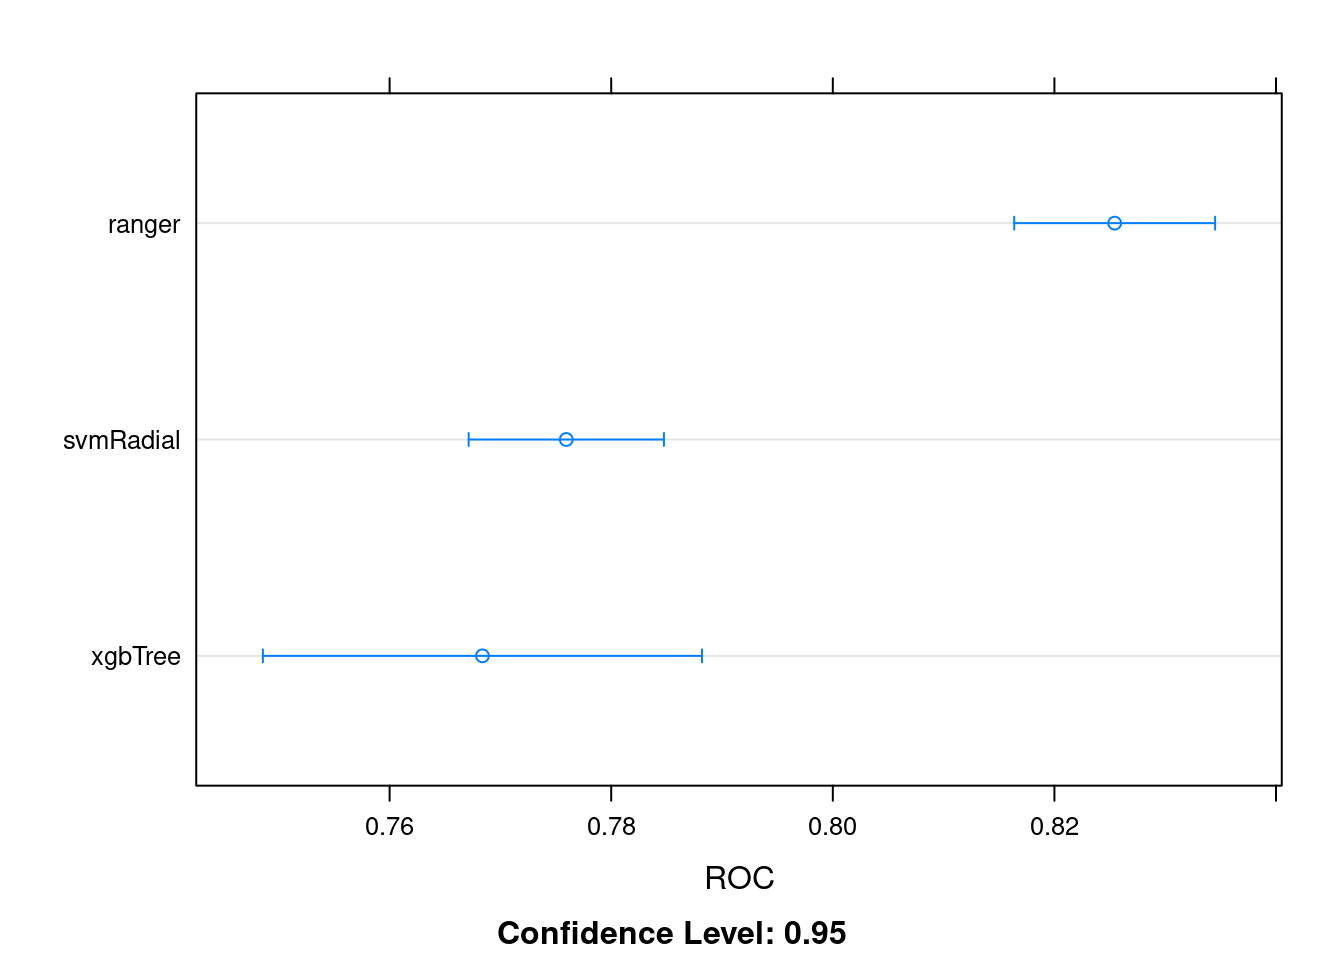 ranger
svmRadial
xgbTree
0.76 0.78 0.80 0.82
ROC
Confidence Level: 0.95